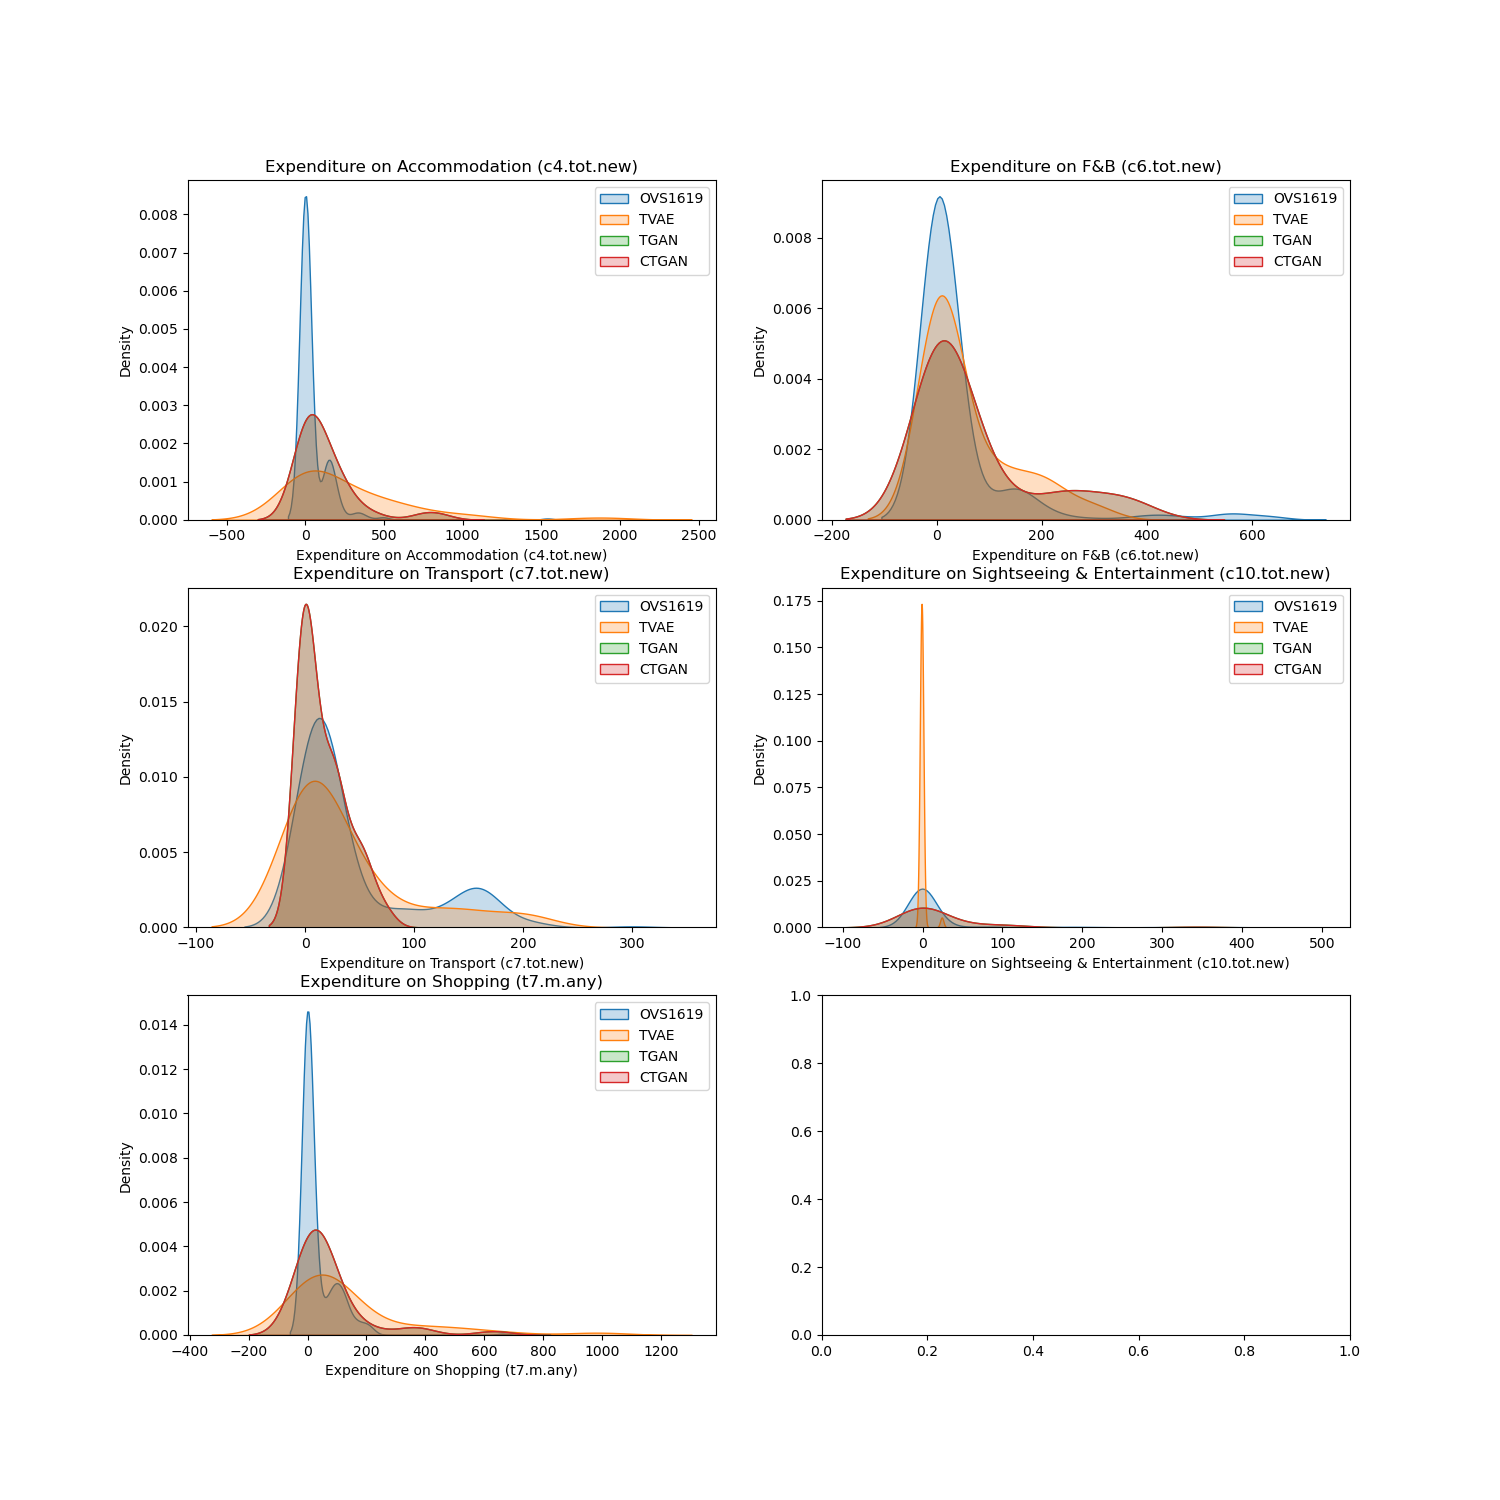 Expenditure on Accommodation (c4.tot.new)
Density
0.008
0.007
0.006
0.005
0.004
0.003
0.002
0.001
0.000
−500
0
500
1000
1500
2000
2500
Expenditure on Accommodation (c4.tot.new)
OVS1619
TVAE
TGAN
CTGAN
Expenditure on F&B (c6.tot.new)
Density
0.008
0.006
0.004
0.002
0.000
−200
0
200
400
600
Expenditure on F&B (c6.tot.new)
OVS1619
TVAE
TGAN
CTGAN
Expenditure on Transport (c7.tot.new)
Density
0.020
0.015
0.010
0.005
0.000
−100
0
100
200
300
Expenditure on Transport (c7.tot.new)
OVS1619
TVAE
TGAN
CTGAN
Expenditure on Sightseeing & Entertainment (c10.tot.new)
Density
0.175
0.150
0.125
0.100
0.075
0.050
0.025
0.000
−100
0
100
200
300
400
500
Expenditure on Sightseeing & Entertainment (c10.tot.new)
OVS1619
TVAE
TGAN
CTGAN
Expenditure on Shopping (t7.m.any)
Density
0.014
0.012
0.010
0.008
0.006
0.004
0.002
0.000
−400
−200
0
200
400
600
800
1000
1200
Expenditure on Shopping (t7.m.any)
OVS1619
TVAE
TGAN
CTGAN
1.0
0.8
0.6
0.4
0.2
0.0
0.0
0.2
0.4
0.6
0.8
1.0